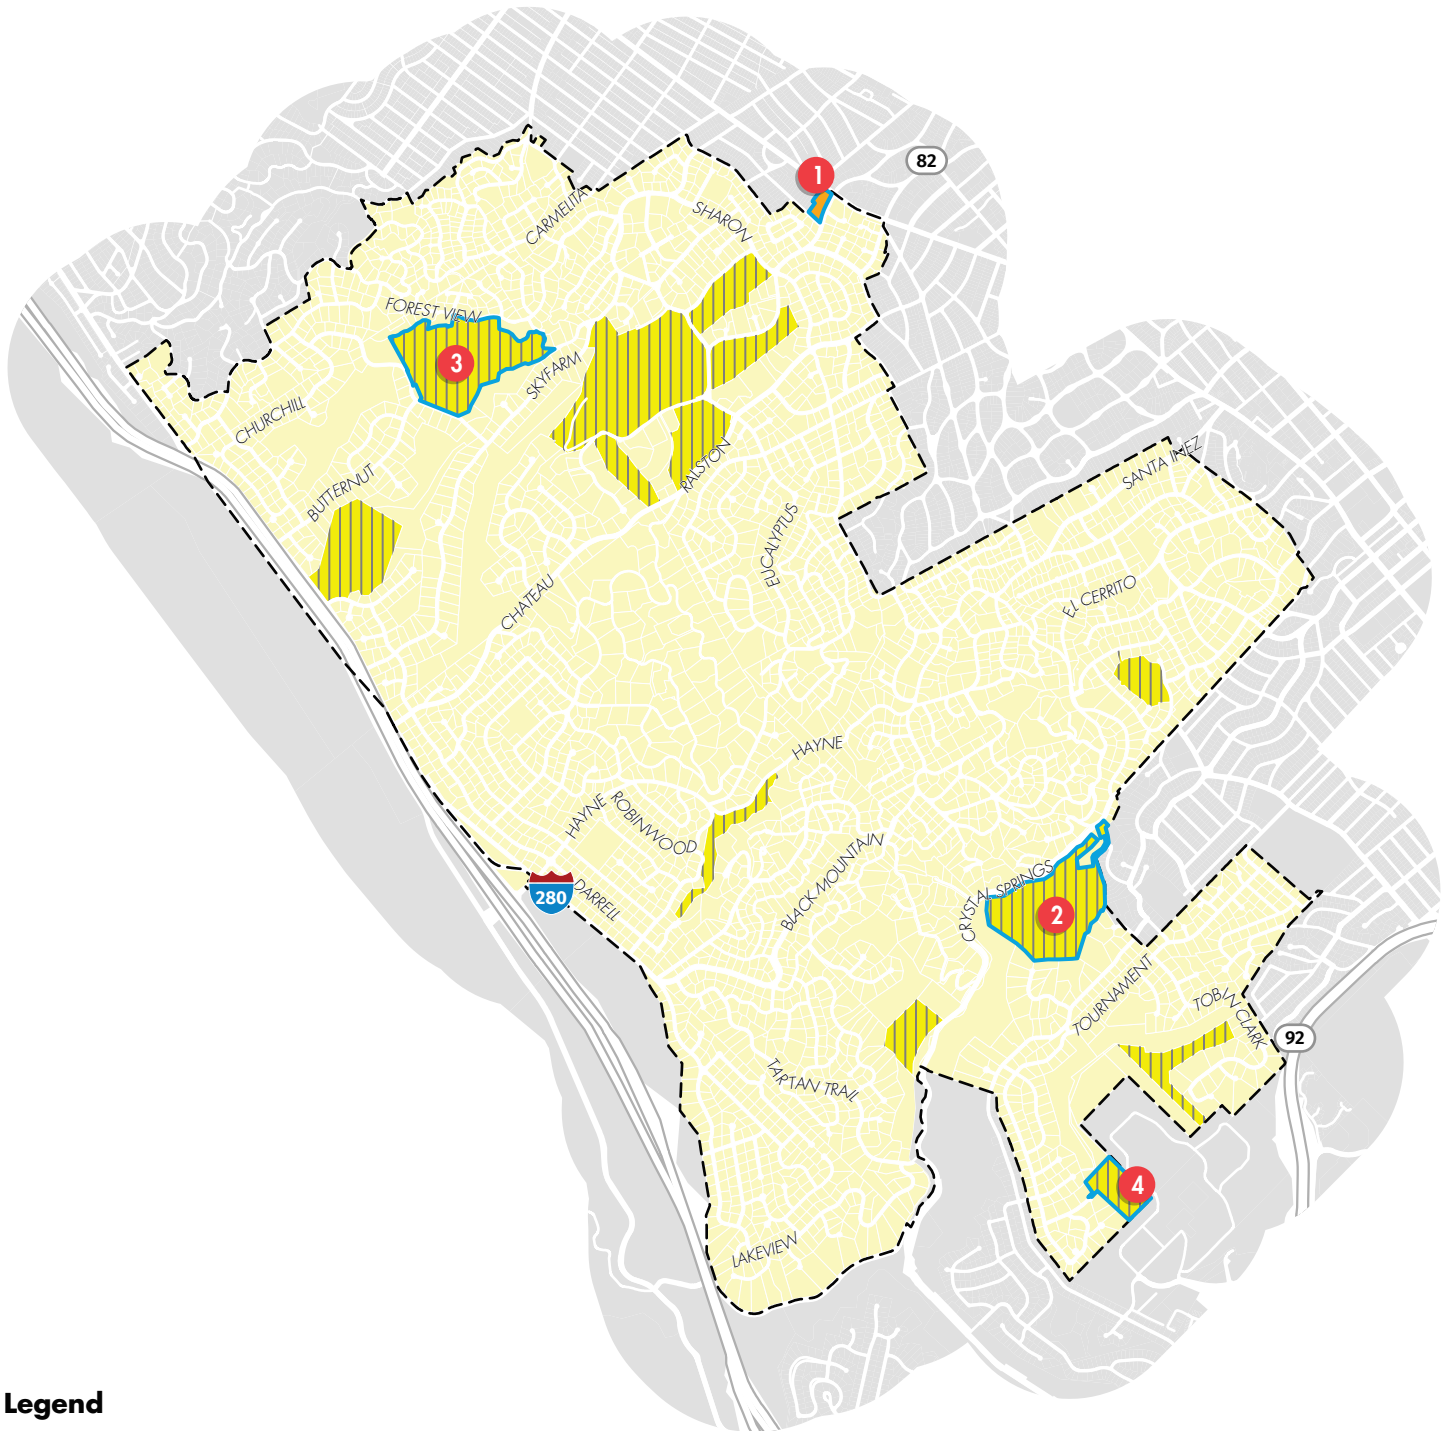 82
1
CARMELITA
SHARON
FOREST VIEW
3
SKYFARM
CHURCHILL
BUTTERNUT
RALSTON
SANTA INEZ
EUCALYPTUS
CHATEAU
EL CERRITO
HAYNE
HAYNE
ROBINWOOD
BLACK MOUNTAIN
CRYSTAL SPRINGS
280
DARRELL
2
TOURNAMENT
TOBIN CLARK
92
TARTAN TRAIL
4
LAKEVIEW
Legend